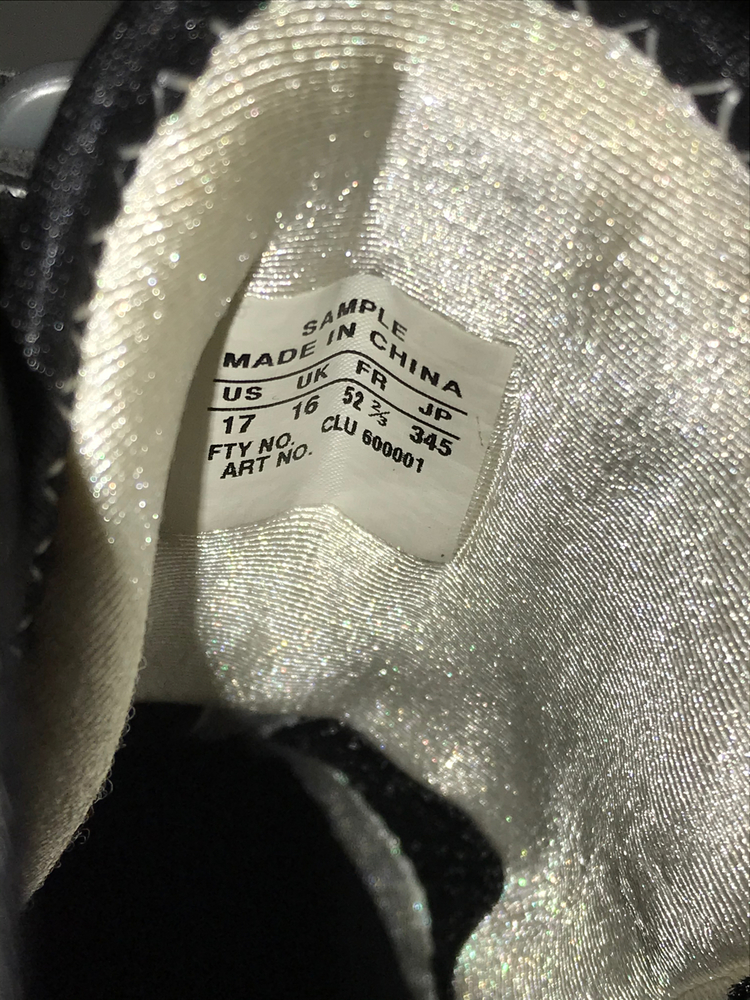 SAMPLE
MADE IN CHINA
US UK FR JP
17 16 52 2/3 345
FTY NO. CLU 600001
ART NO.